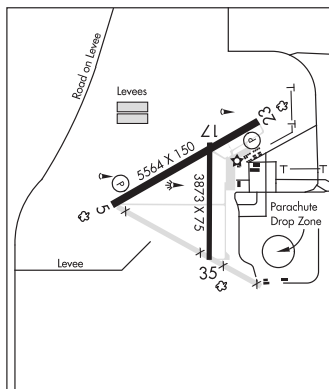 Road on Levee
Levees
23
17
P
5564 X 150
P
T
T
T
T
3873 X 75
5
Parachute
Drop Zone
Levee
35